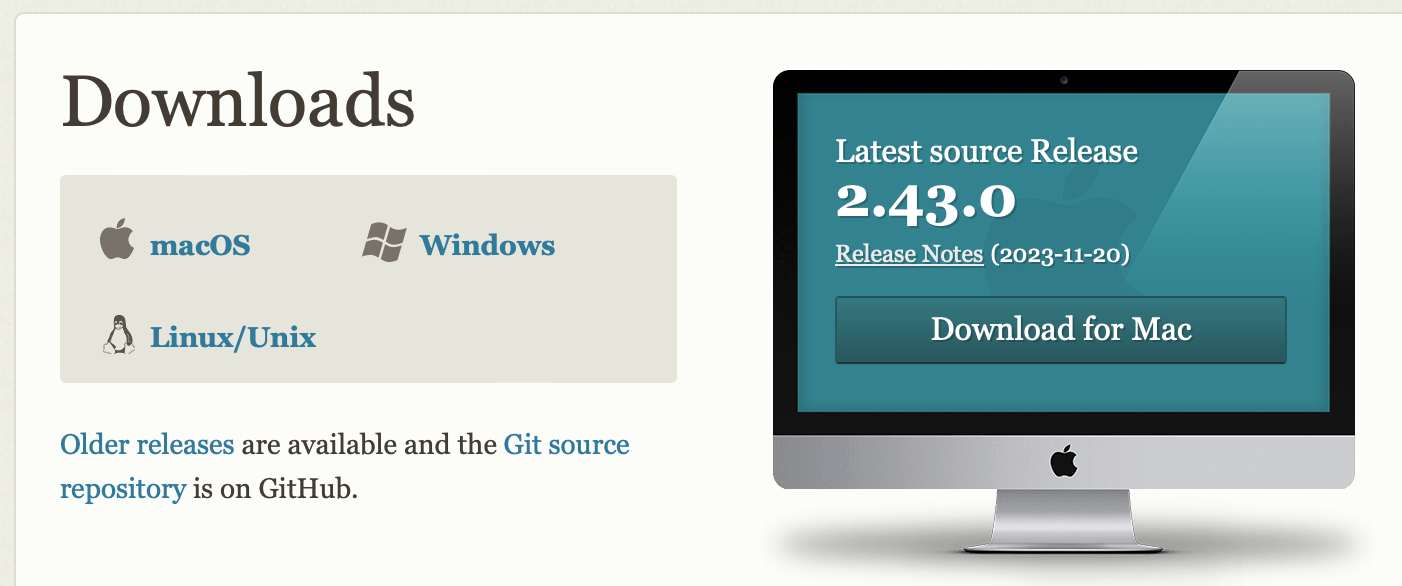 Downloads
macOS
Windows
Linux/Unix
Older releases are available and the Git source
repository is on GitHub.
Latest source Release
2.43.0
Release Notes (2023-11-20)
Download for Mac